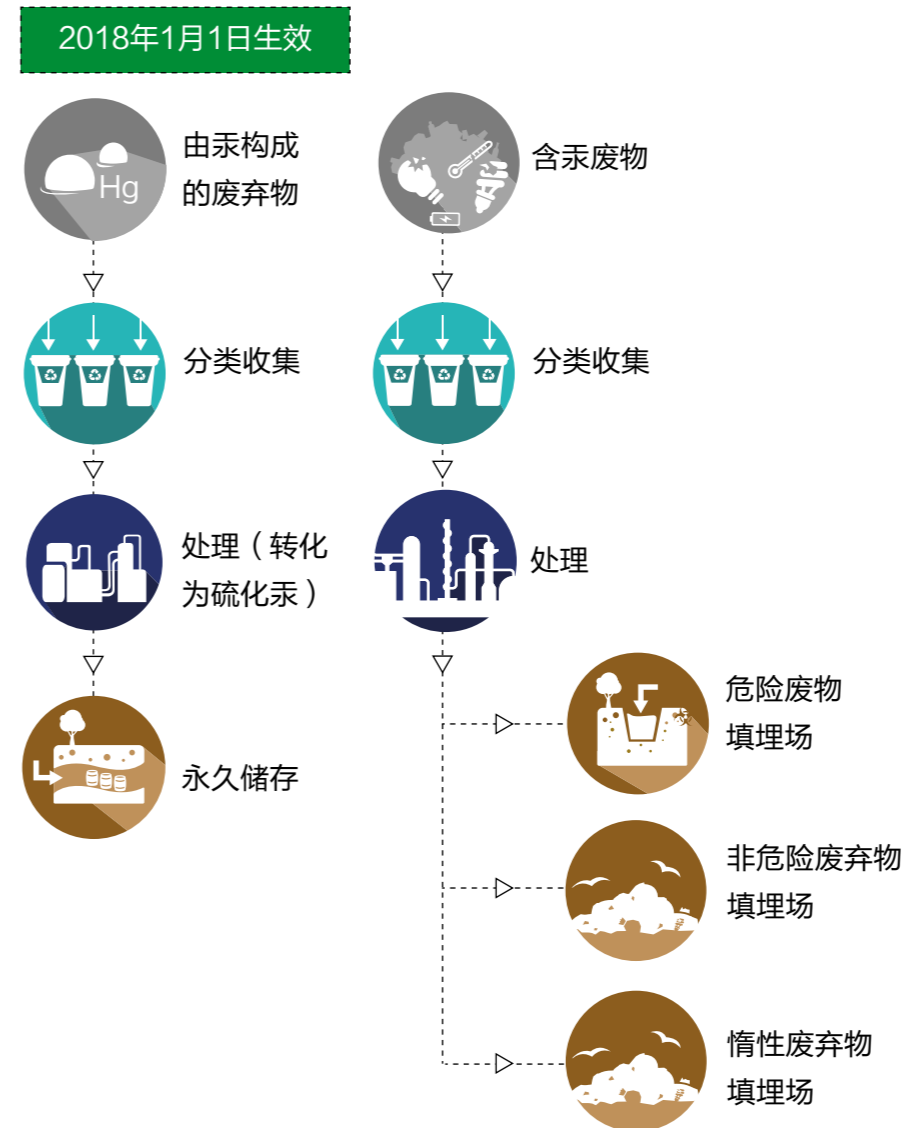 2018年1月1日生效
由汞构成
的废弃物
Hg
分类收集
处理（转化
为硫化汞）
永久储存
含汞废物
分类收集
处理
危险废物
填埋场
非危险废弃物
填埋场
惰性废弃物
填埋场